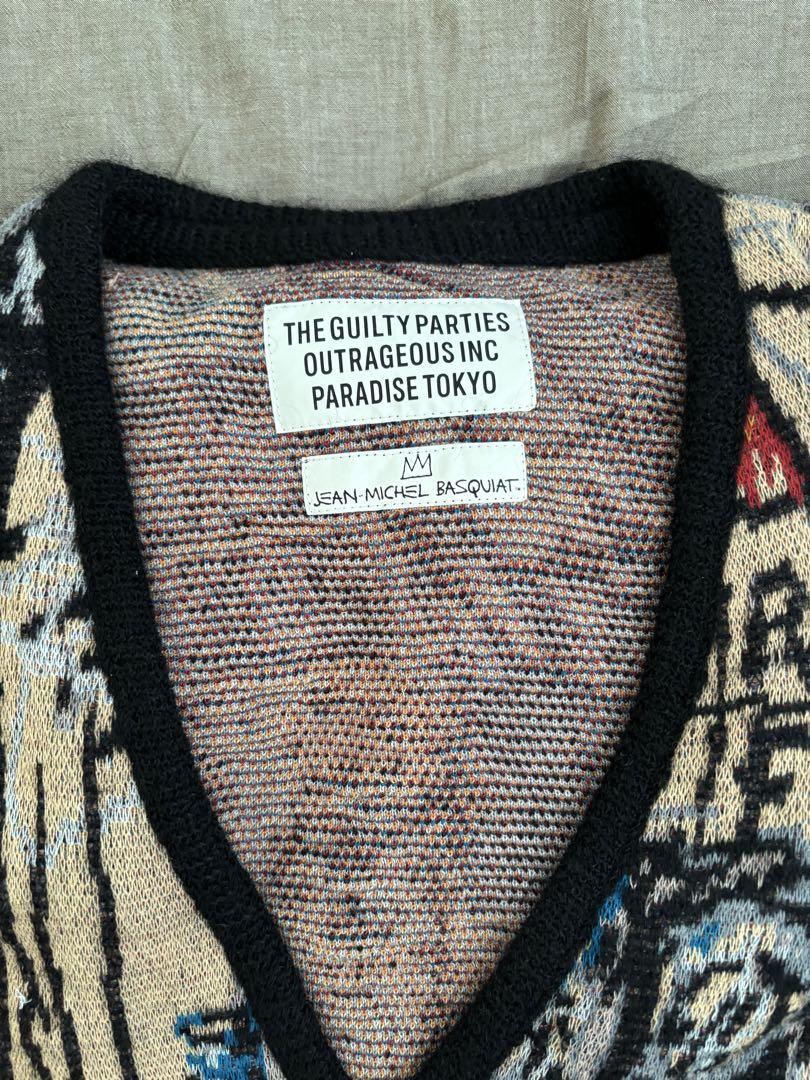 THE GUILTY PARTIES
OUTRAGEOUS INC
PARADISE TOKYO
JEAN-MICHEL BASQUIAT